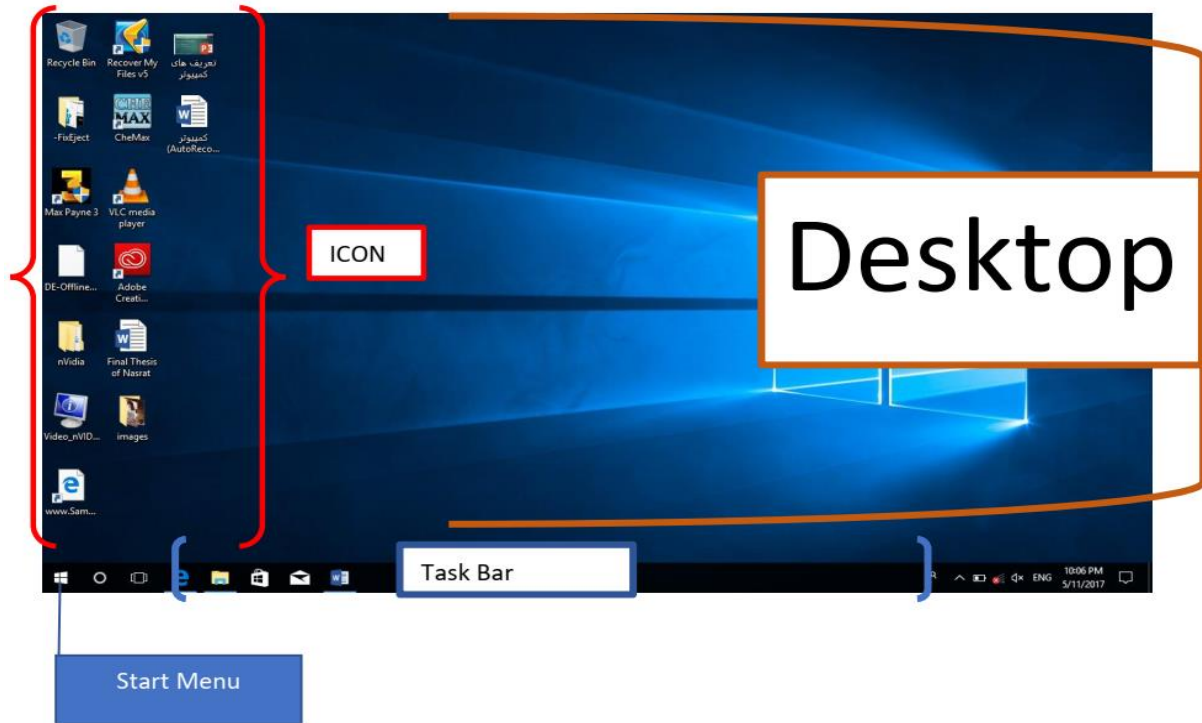 Recycle Bin
Recover My
Files v5
تعریف های
کمپیوتر
-FixEject
CheMax
کمپیوتر
(AutoReco...
Max Payne 3
VLC media
player
DE-Offline...
Adobe
Creati...
nVidia
Final Thesis
of Nasrat
Video_nVID...
images
www.Sam...
ICON
Desktop
Task Bar
ENG
10:06 PM
5/11/2017
Start Menu